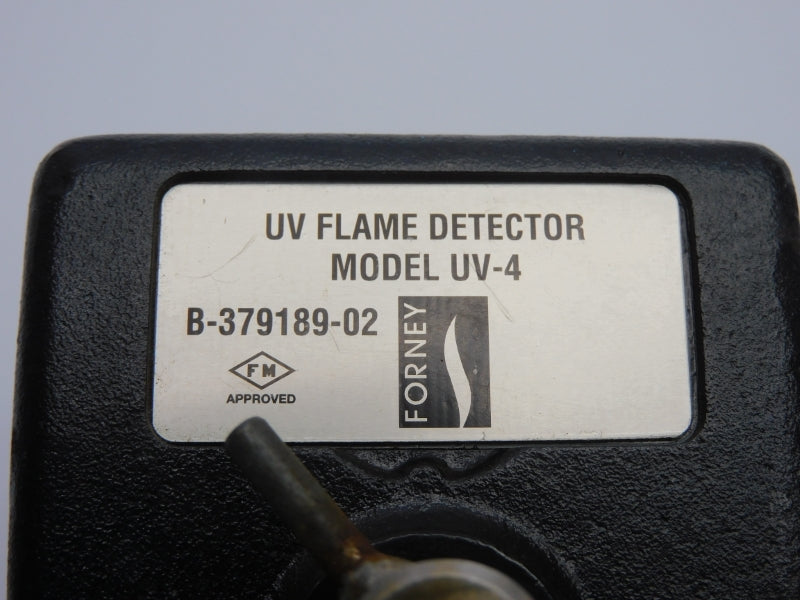 UV FLAME DETECTOR
MODEL UV-4
B-379189-02
FORNEY
FM
APPROVED